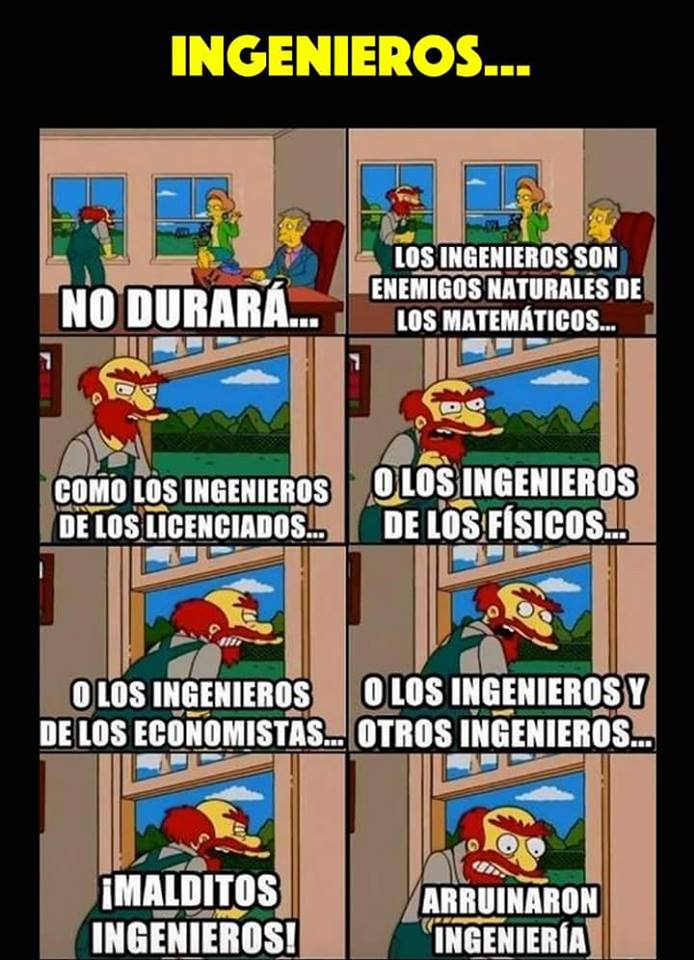 INGENIEROS...
NO DURARÁ...
LOS INGENIEROS SON
ENEMIGOS NATURALES DE
LOS MATEMÁTICOS...
COMO LOS INGENIEROS
DE LOS LICENCIADOS...
O LOS INGENIEROS
DE LOS FÍSICOS...
O LOS INGENIEROS
DE LOS ECONOMISTAS...
O LOS INGENIEROS Y
OTROS INGENIEROS...
¡MALDITOS
INGENIEROS!
ARRUINARON
INGENIERÍA